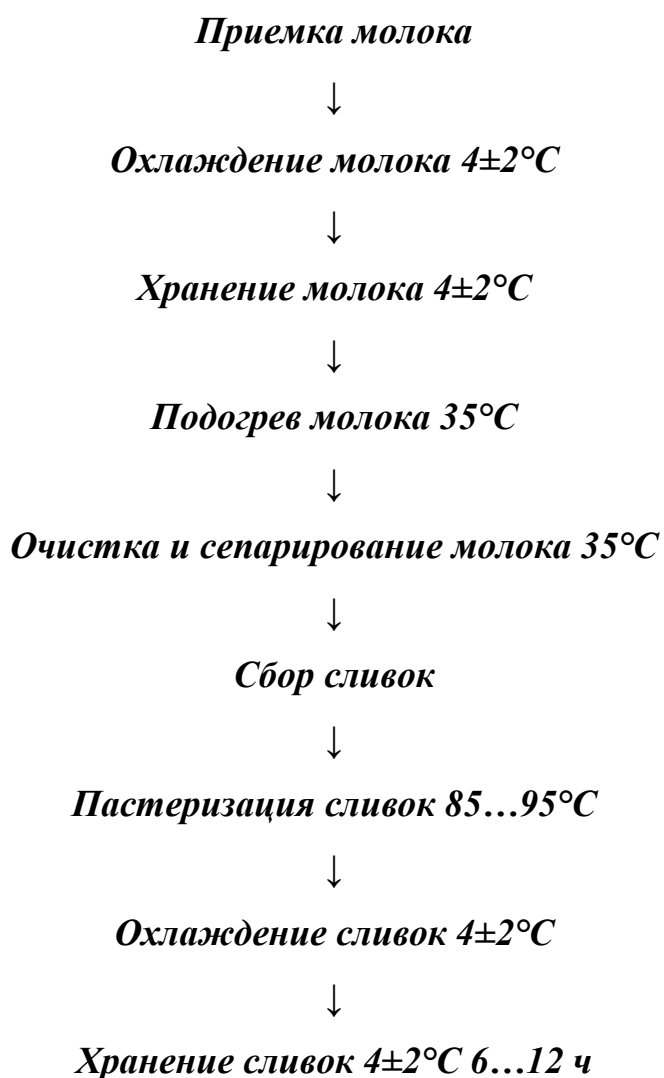 Приемка молока
↓
Охлаждение молока 4±2°С
↓
Хранение молока 4±2°С
↓
Подогрев молока 35°С
↓
Очистка и сепарирование молока 35°С
↓
Сбор сливок
↓
Пастеризация сливок 85…95°С
↓
Охлаждение сливок 4±2°С
↓
Хранение сливок 4±2°С 6…12 ч